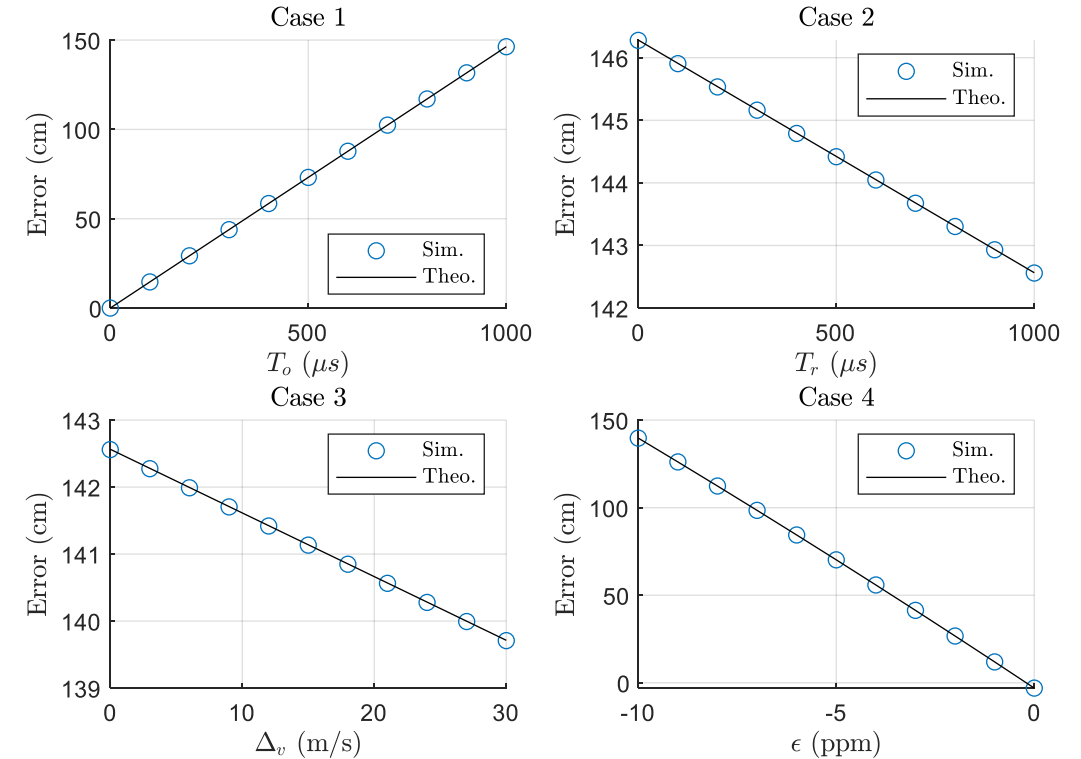 Case 1
150
100
50
0
Error (cm)
Sim.
Theo.
0
500
1000
T_o (μs)
Case 2
146
145
144
143
142
Error (cm)
Sim.
Theo.
0
500
1000
T_r (μs)
Case 3
143
142
141
140
139
Error (cm)
Sim.
Theo.
0
10
20
30
Δ_v (m/s)
Case 4
150
100
50
0
Error (cm)
Sim.
Theo.
-10
-5
0
ϵ (ppm)